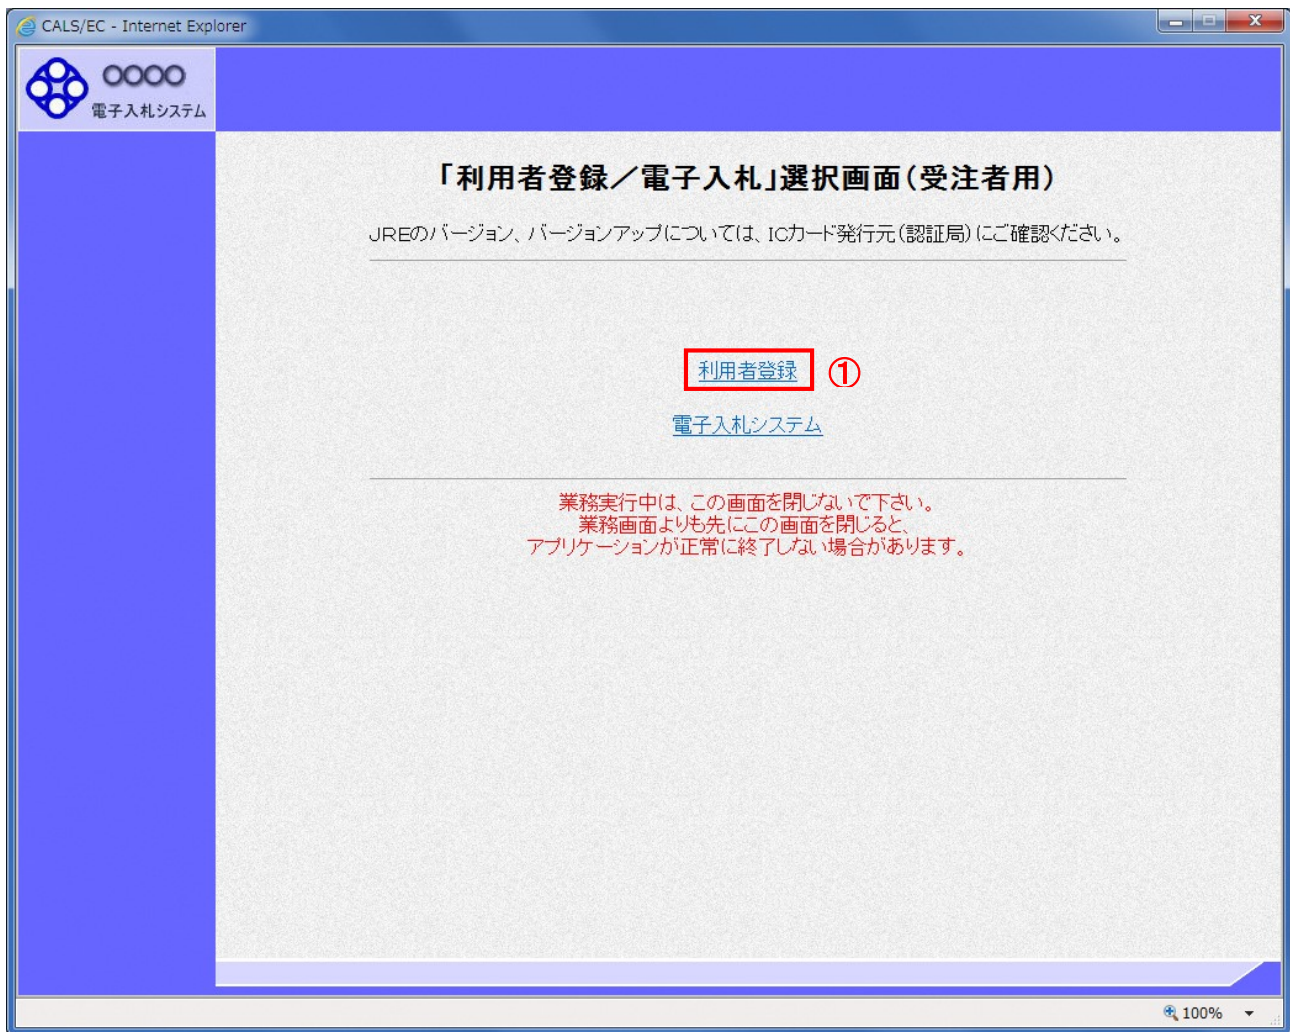 CALS/EC - Internet Explorer
○○○○
電子入札システム
「利用者登録／電子入札」選択画面(受注者用)
JREのバージョン、バージョンアップについては、ICカード発行元(認証局)にご確認ください。
利用者登録 ①
電子入札システム
業務実行中は、この画面を閉じないで下さい。
業務画面よりも先にこの画面を閉じると、
アプリケーションが正常に終了しない場合があります。
100%